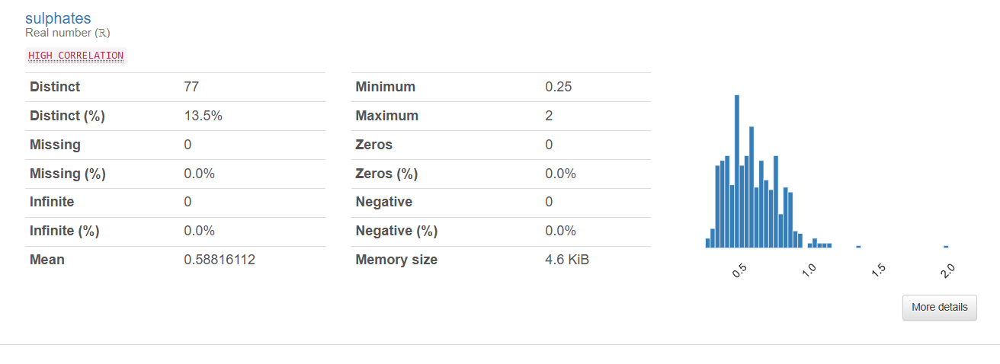 sulphates
Real number (ℝ)
HIGH CORRELATION
Distinct 77
Distinct (%) 13.5%
Missing 0
Missing (%) 0.0%
Infinite 0
Infinite (%) 0.0%
Mean 0.58816112
Minimum 0.25
Maximum 2
Zeros 0
Zeros (%) 0.0%
Negative 0
Negative (%) 0.0%
Memory size 4.6 KiB
0.5 1.0 1.5 2.0
More details